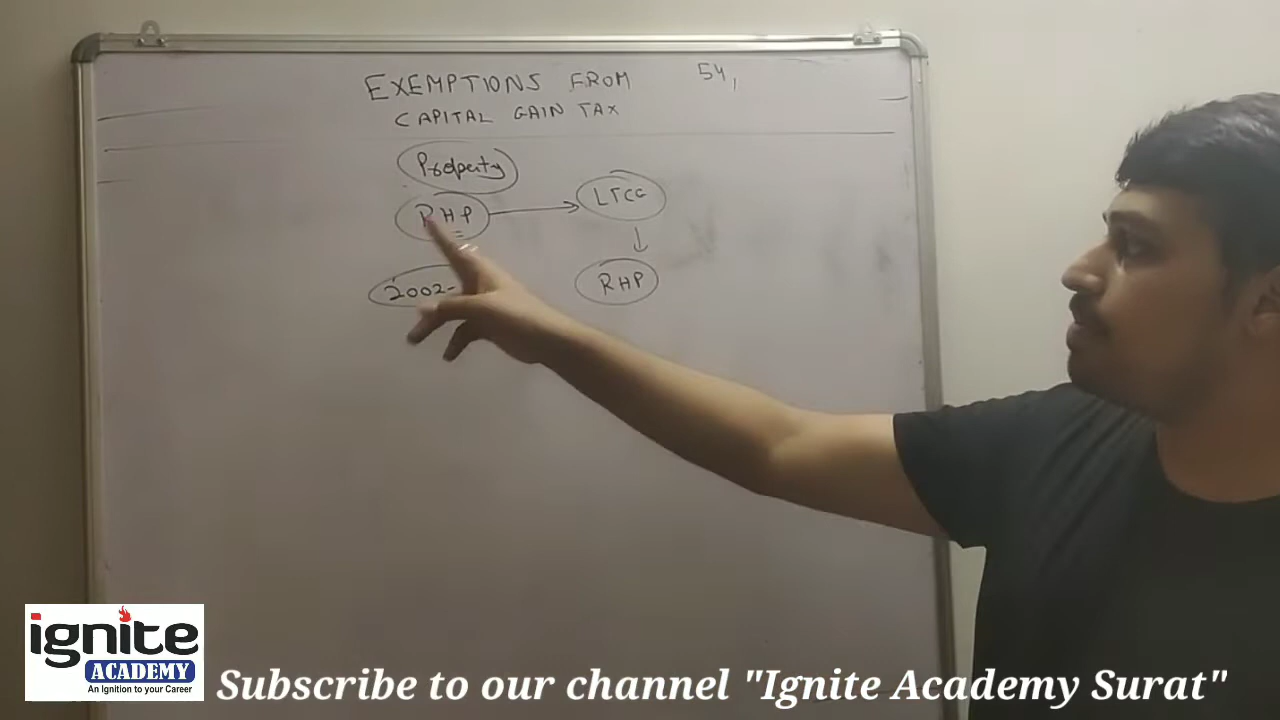 EXEMPTIONS FROM 54,
CAPITAL GAIN TAX
Property
RHP LTCG
2002- RHP
ignite
ACADEMY
An Ignition to your Career
Subscribe to our channel "Ignite Academy Surat"